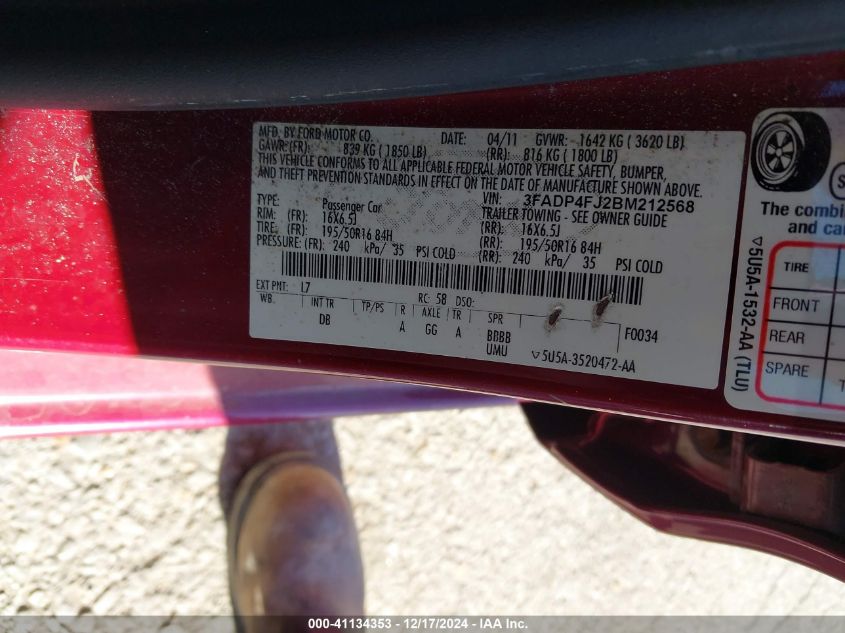 MFD. BY FORD MOTOR CO.
DATE: 04/11 GVWR: 1642 KG ( 3620 LB)
GAWR:(FR): 839 KG ( 1850 LB) (RR): 816 KG ( 1800 LB)
THIS VEHICLE CONFORMS TO ALL APPLICABLE FEDERAL MOTOR VEHICLE SAFETY, BUMPER,
AND THEFT PREVENTION STANDARDS IN EFFECT ON THE DATE OF MANUFACTURE SHOWN ABOVE.
VIN: 3FADP4FJ2BM212568
TYPE: Passenger Car TRAILER TOWING - SEE OWNER GUIDE
RIM: (FR) 16X6.5J (RR): 16X6.5J
TIRE: (FR): 195/50R16 84H (RR): 195/50R16 84H
PRESSURE: (FR): 240 kPa/ 35 PSI COLD (RR): 240 kPa/ 35 PSI COLD
EXT PNT: L7 RC: 58 DSO:
WB. INT TR TP/PS R AXLE TR SPR
DB A GG A BBBB F0034
UMU ▽5U5A-3520472-AA
The combin
and car
▽5U5A-1532-AA (TLU)
TIRE
FRONT
REAR
SPARE
T
000-41134353 - 12/17/2024 - IAA Inc.